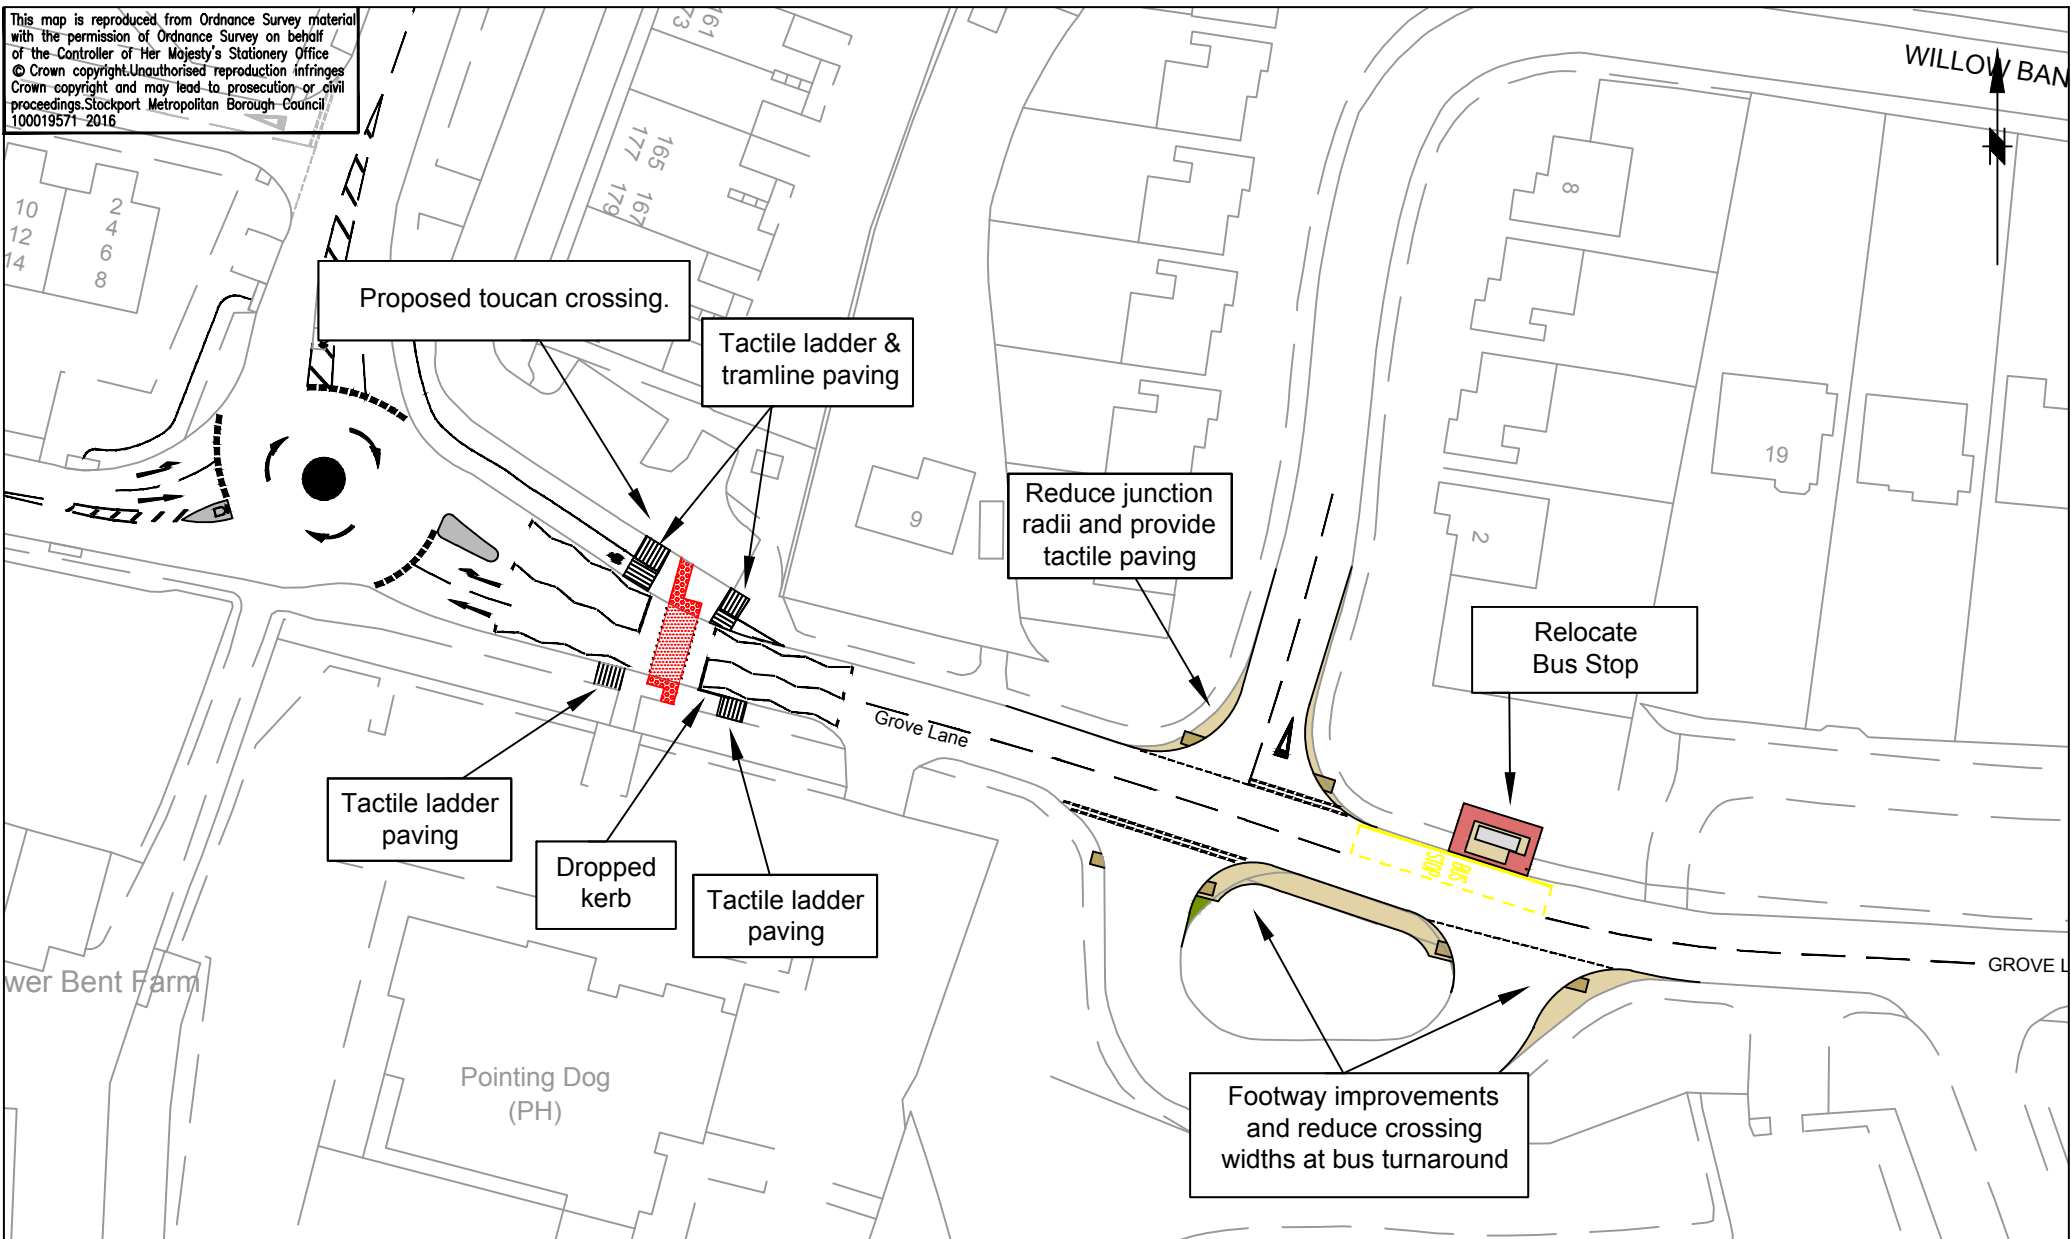 This map is reproduced from Ordnance Survey material
with the permission of Ordnance Survey on behalf
of the Controller of Her Majesty's Stationery Office
© Crown copyright.Unauthorised reproduction infringes
Crown copyright and may lead to prosecution or civil
proceedings.Stockport Metropolitan Borough Council
100019571 2016
WILLOW BAN
161
173
165
177
167
179
10
12
14
2
4
6
8
8
Proposed toucan crossing.
Tactile ladder &
tramline paving
19
9
2
Reduce junction
radii and provide
tactile paving
Relocate
Bus Stop
Grove Lane
Tactile ladder
paving
Dropped
kerb
Tactile ladder
paving
BUS
STOP
GROVE L
wer Bent Farm
Pointing Dog
(PH)
Footway improvements
and reduce crossing
widths at bus turnaround